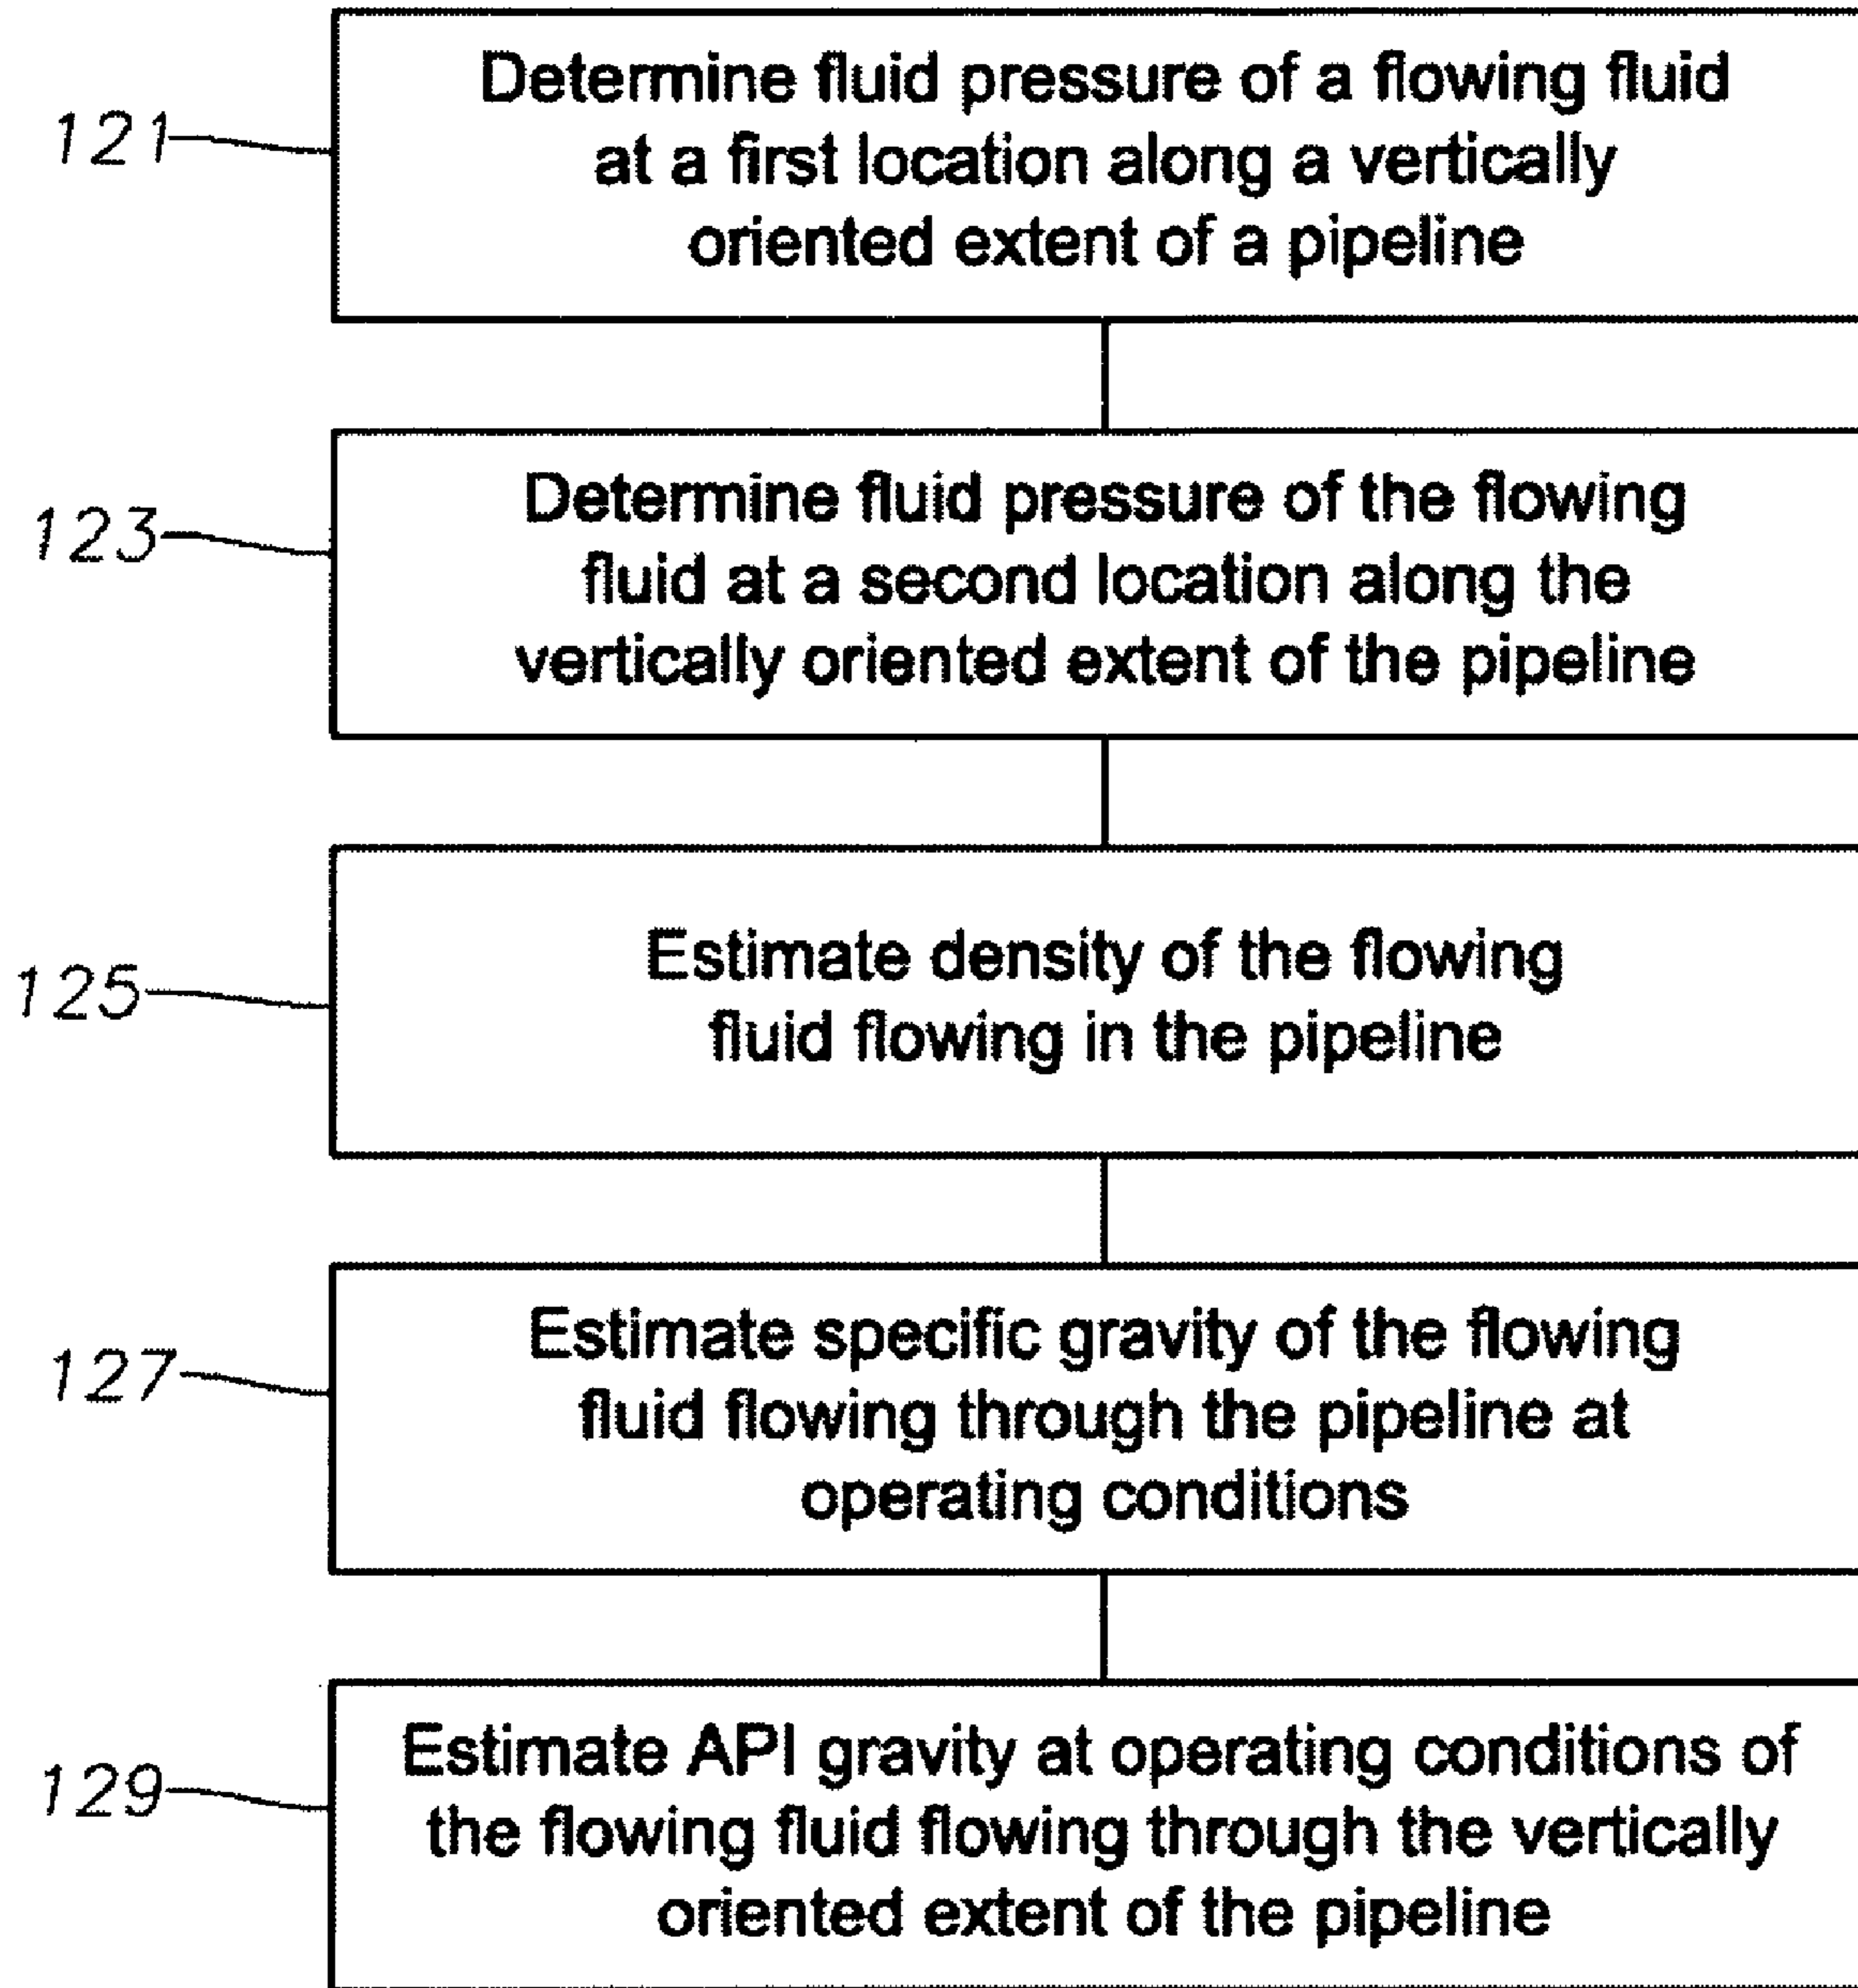 121
Determine fluid pressure of a flowing fluid
at a first location along a vertically
oriented extent of a pipeline
123
Determine fluid pressure of the flowing
fluid at a second location along the
vertically oriented extent of the pipeline
125
Estimate density of the flowing
fluid flowing in the pipeline
127
Estimate specific gravity of the flowing
fluid flowing through the pipeline at
operating conditions
129
Estimate API gravity at operating conditions of
the flowing fluid flowing through the vertically
oriented extent of the pipeline